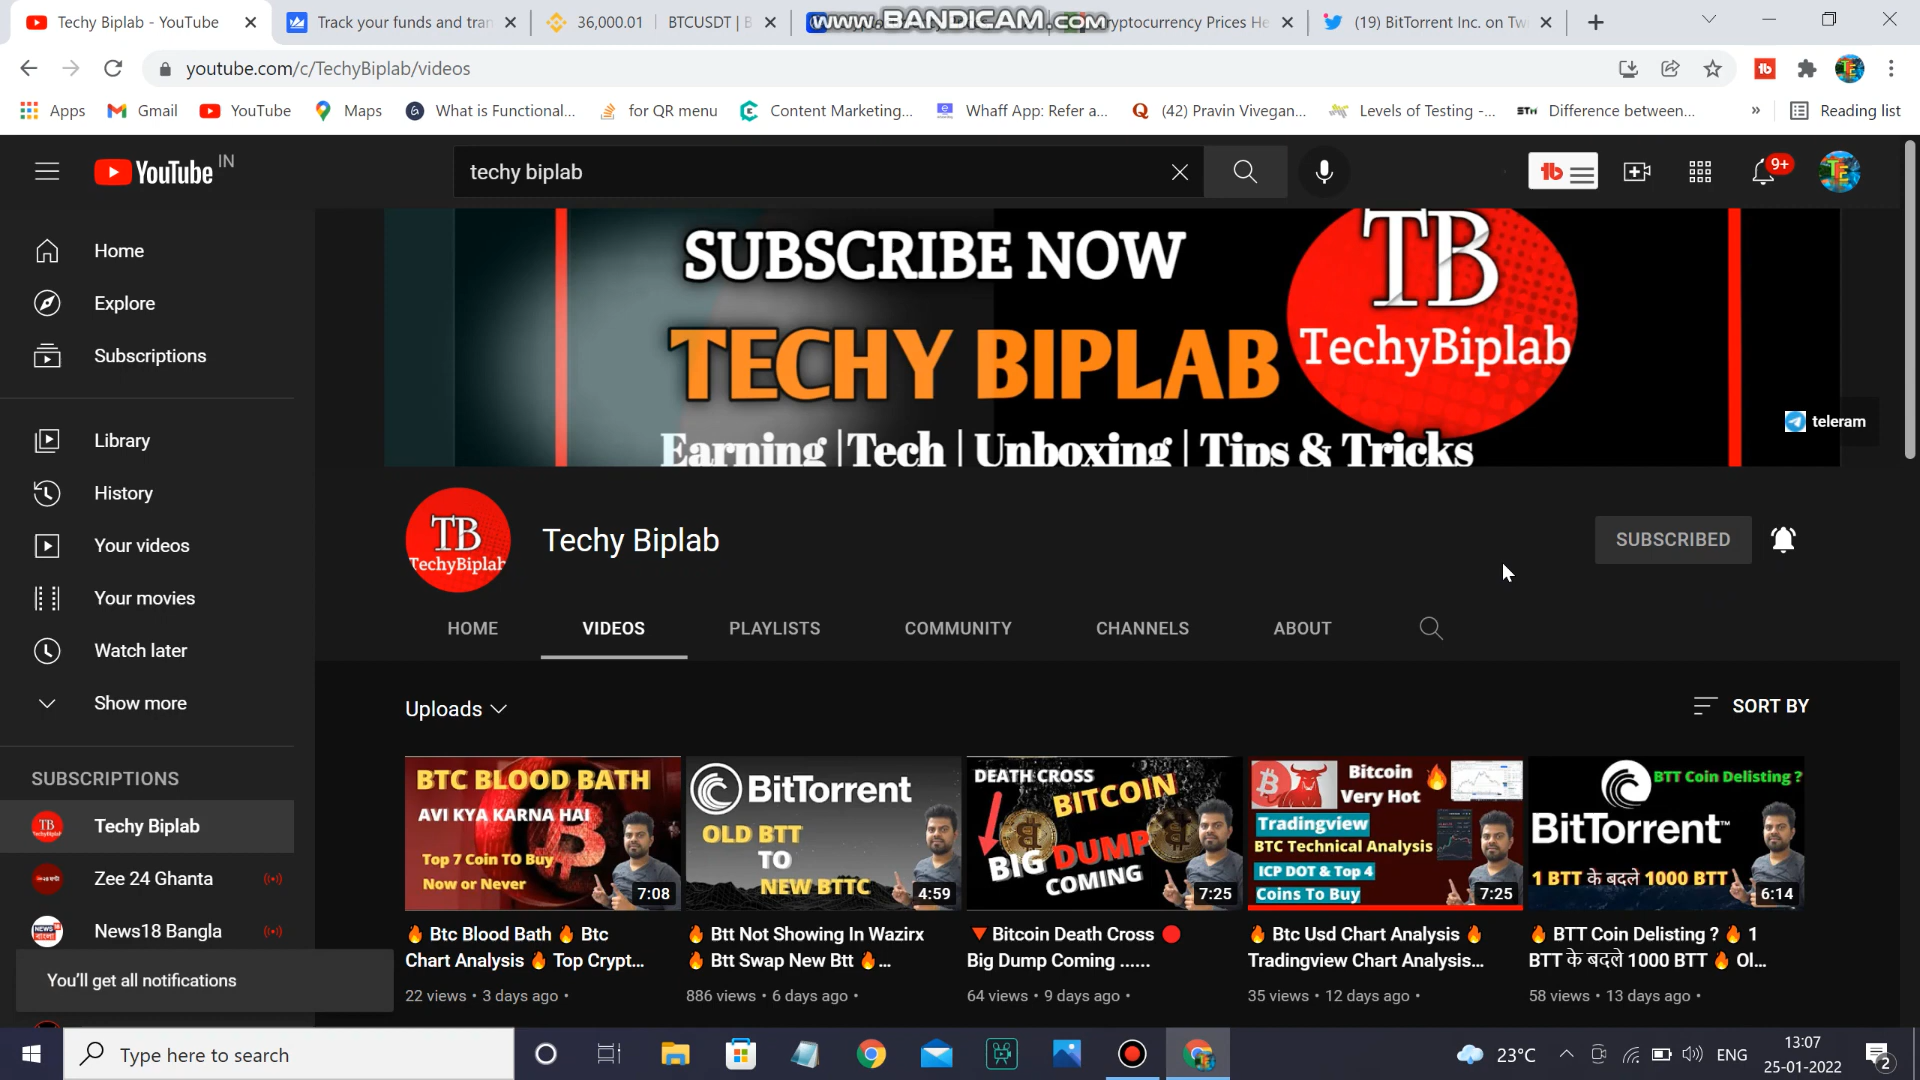 Techy Biplab - YouTube
Track your funds and tran
36,000.01 | BTCUSDT | B
WWW.BANDICAM.COM
ryptocurrency Prices He
(19) BitTorrent Inc. on Tw
youtube.com/c/TechyBiplab/videos
Apps
Gmail
YouTube
Maps
What is Functional...
for QR menu
Content Marketing...
Whaff App: Refer a...
(42) Pravin Vivegan...
Levels of Testing -...
STH
Difference between...
»
Reading list
YouTube IN
techy biplab
tb
9+
TE
Home
Explore
Subscriptions
Library
History
Your videos
Your movies
Watch later
Show more
SUBSCRIPTIONS
Techy Biplab
Zee 24 Ghanta
News18 Bangla
You'll get all notifications
SUBSCRIBE NOW
TECHY BIPLAB
Earning |Tech | Unboxing | Tips & Tricks
TB
TechyBiplab
teleram
TB
TechyBiplab
Techy Biplab
SUBSCRIBED
HOME
VIDEOS
PLAYLISTS
COMMUNITY
CHANNELS
ABOUT
Uploads
SORT BY
BTC BLOOD BATH
AVI KYA KARNA HAI
Top 7 Coin TO Buy
Now or Never
7:08
🔥 Btc Blood Bath 🔥 Btc
Chart Analysis 🔥 Top Crypt...
22 views • 3 days ago •
BitTorrent
OLD BTT
TO
NEW BTTC
4:59
🔥 Btt Not Showing In Wazirx
🔥 Btt Swap New Btt 🔥...
886 views • 6 days ago •
DEATH CROSS
BITCOIN
BIG DUMP
COMING
7:25
🔻 Bitcoin Death Cross 🔴
Big Dump Coming ......
64 views • 9 days ago •
Bitcoin
Very Hot
Tradingview
BTC Technical Analysis
ICP DOT & Top 4
Coins To Buy
7:25
🔥 Btc Usd Chart Analysis 🔥
Tradingview Chart Analysis...
35 views • 12 days ago •
BTT Coin Delisting ?
BitTorrent™
1 BTT के बदले 1000 BTT
6:14
🔥 BTT Coin Delisting ? 🔥 1
BTT के बदले 1000 BTT 🔥 Ol...
58 views • 13 days ago •
Type here to search
23°C
ENG
13:07
25-01-2022
2